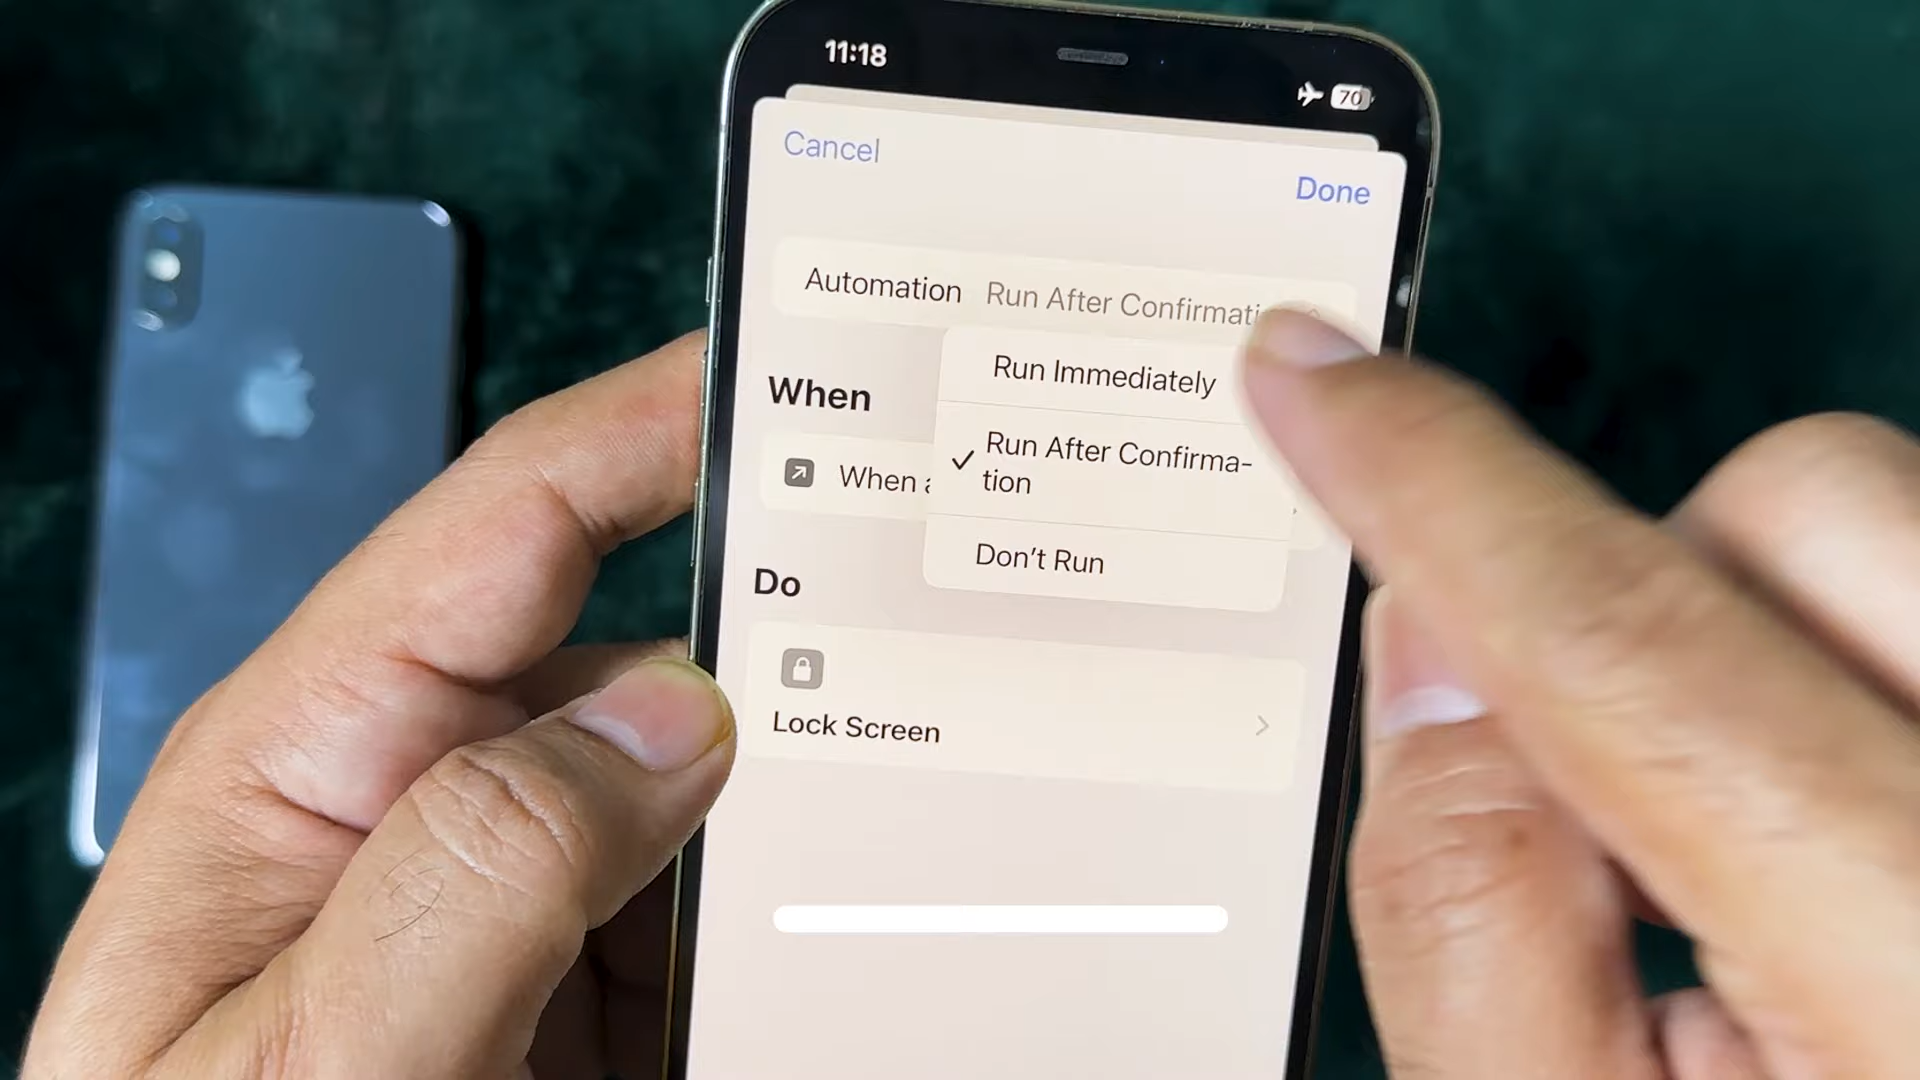 11:18
70
Cancel
Done
Automation Run After Confirmati
Run Immediately
When
Run After Confirma-
tion
When
Don't Run
Do
Lock Screen